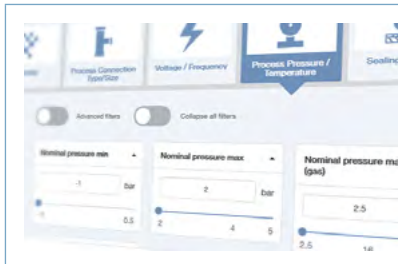 Process Connection
Type/Size
Voltage / Frequency
Process Pressure /
Temperature
Sealing
Advanced filters
Collapse all filters
Nominal pressure min
Nominal pressure max
Nominal pressure ma
(gas)
-1
bar
2
bar
2.5
-1
0.5
2
4
5
2.5
16